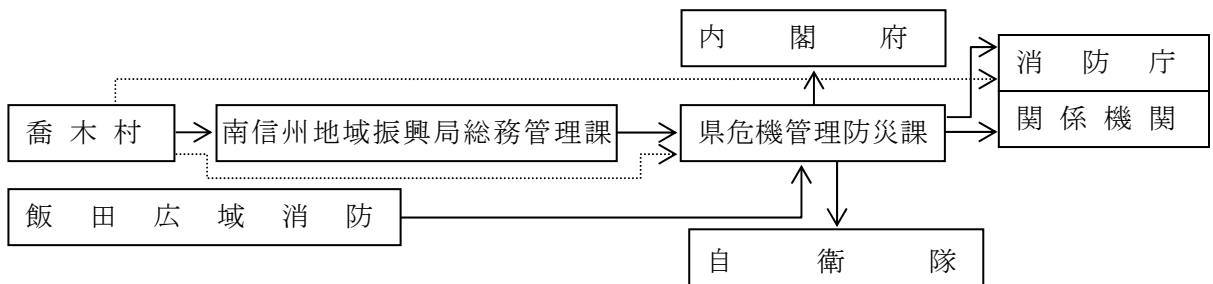 内閣府
消防庁
関係機関
喬木村
南信州地域振興局総務管理課
県危機管理防災課
飯田広域消防
自衛隊